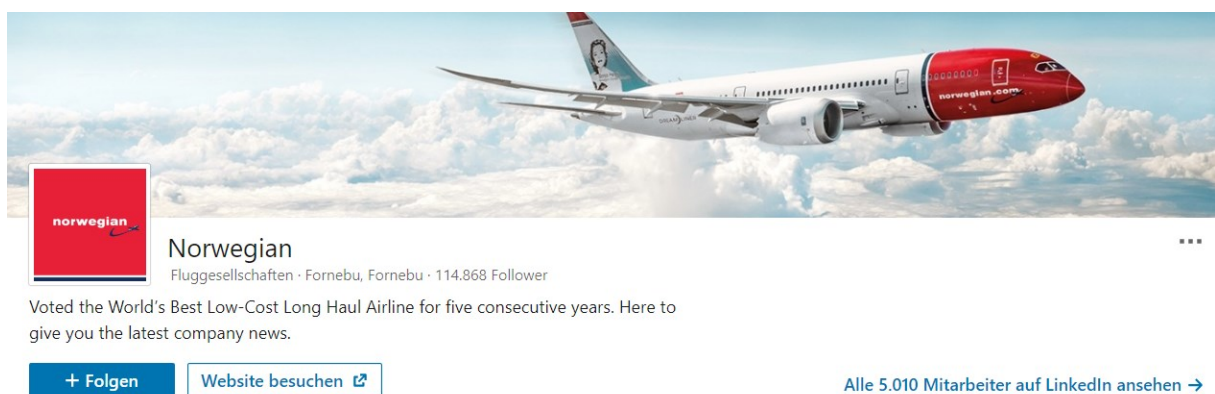 norwegian.com
DREAMLINER
norwegian
Norwegian
Fluggesellschaften · Fornebu, Fornebu · 114.868 Follower
Voted the World's Best Low-Cost Long Haul Airline for five consecutive years. Here to
give you the latest company news.
+ Folgen
Website besuchen
Alle 5.010 Mitarbeiter auf LinkedIn ansehen →